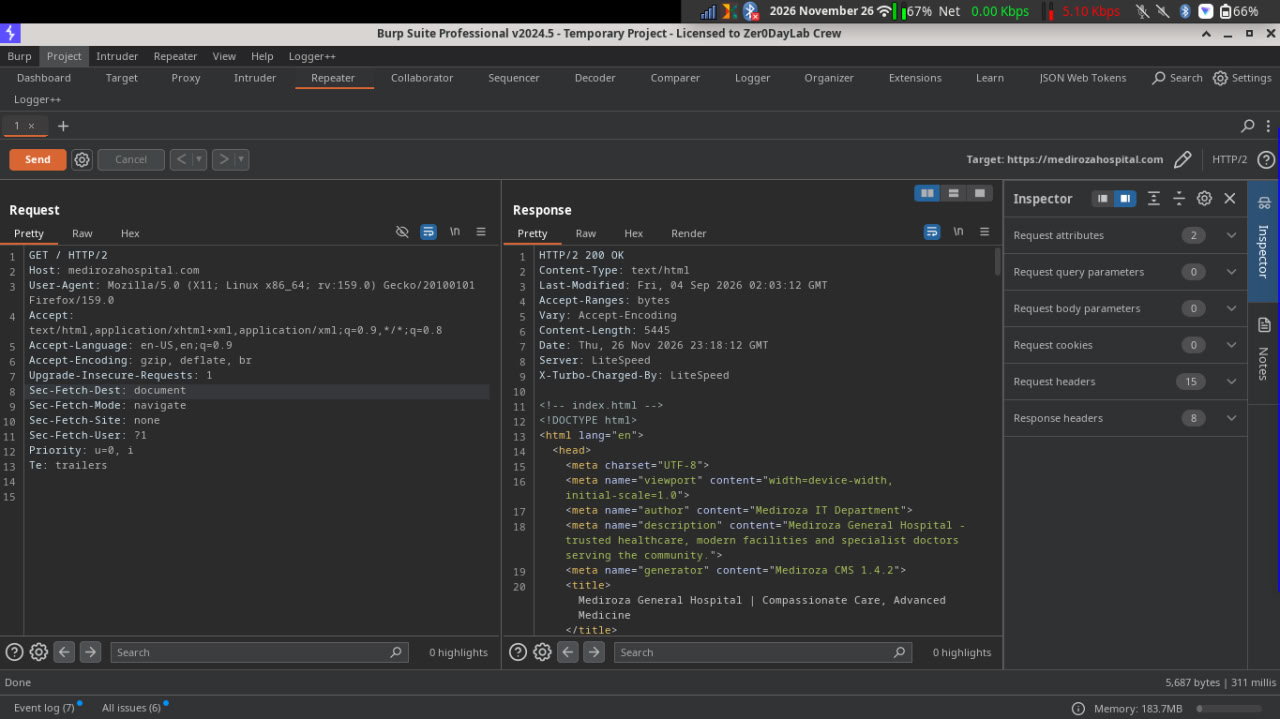 2026 November 26 67% Net 0.00 Kbps 5.10 Kbps 66%
Burp Suite Professional v2024.5 - Temporary Project - Licensed to Zer0DayLab Crew
Burp Project Intruder Repeater View Help Logger++
Dashboard Target Proxy Intruder Repeater Collaborator Sequencer Decoder Comparer Logger Organizer Extensions Learn JSON Web Tokens Search Settings
Logger++
1 × +
Send Cancel < > Target: https://medirozahospital.com HTTP/2
Request
Pretty Raw Hex \n
1 GET / HTTP/2
2 Host: medirozahospital.com
3 User-Agent: Mozilla/5.0 (X11; Linux x86_64; rv:159.0) Gecko/20100101
Firefox/159.0
4 Accept:
text/html,application/xhtml+xml,application/xml;q=0.9,*/*;q=0.8
5 Accept-Language: en-US,en;q=0.9
6 Accept-Encoding: gzip, deflate, br
7 Upgrade-Insecure-Requests: 1
8 Sec-Fetch-Dest: document
9 Sec-Fetch-Mode: navigate
10 Sec-Fetch-Site: none
11 Sec-Fetch-User: ?1
12 Priority: u=0, i
13 Te: trailers
14
15
Search 0 highlights
Response
Pretty Raw Hex Render \n
1 HTTP/2 200 OK
2 Content-Type: text/html
3 Last-Modified: Fri, 04 Sep 2026 02:03:12 GMT
4 Accept-Ranges: bytes
5 Vary: Accept-Encoding
6 Content-Length: 5445
7 Date: Thu, 26 Nov 2026 23:18:12 GMT
8 Server: LiteSpeed
9 X-Turbo-Charged-By: LiteSpeed
10
11 <!-- index.html -->
12 <!DOCTYPE html>
13 <html lang="en">
14 <head>
15 <meta charset="UTF-8">
16 <meta name="viewport" content="width=device-width,
initial-scale=1.0">
17 <meta name="author" content="Mediroza IT Department">
18 <meta name="description" content="Mediroza General Hospital -
trusted healthcare, modern facilities and specialist doctors
serving the community.">
19 <meta name="generator" content="Mediroza CMS 1.4.2">
20 <title>
Mediroza General Hospital | Compassionate Care, Advanced
Medicine
</title>
Search 0 highlights
Inspector
Request attributes 2
Request query parameters 0
Request body parameters 0
Request cookies 0
Request headers 15
Response headers 8
Inspector
Notes
Done 5,687 bytes | 311 millis
Event log (7) All issues (6) Memory: 183.7MB